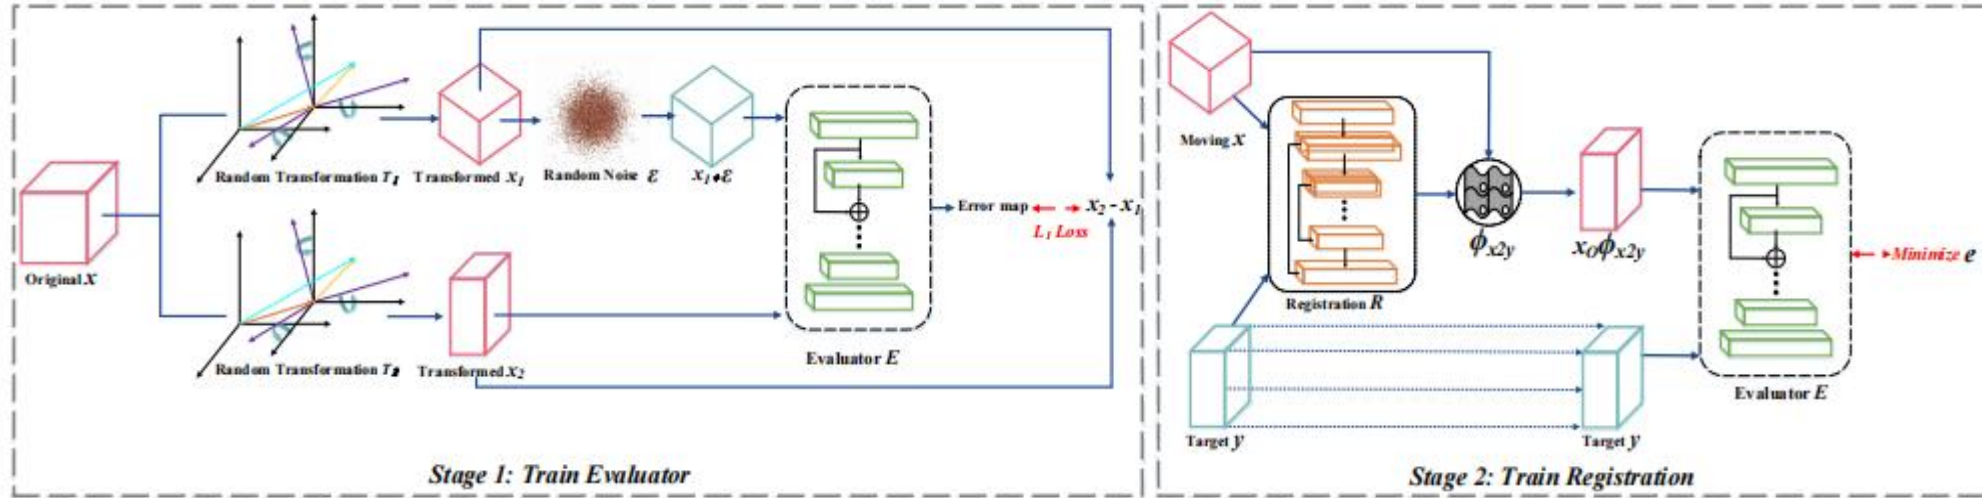 Random Transformation T1
Transformed x1
Random Noise ε
x1+ε
Original x
Error map
x2 - x1
L1 Loss
Random Transformation T2
Transformed x2
Evaluator E
Stage 1: Train Evaluator
Moving x
Registration R
ϕx2y
xOϕx2y
Minimize e
Evaluator E
Target y
Target y
Stage 2: Train Registration